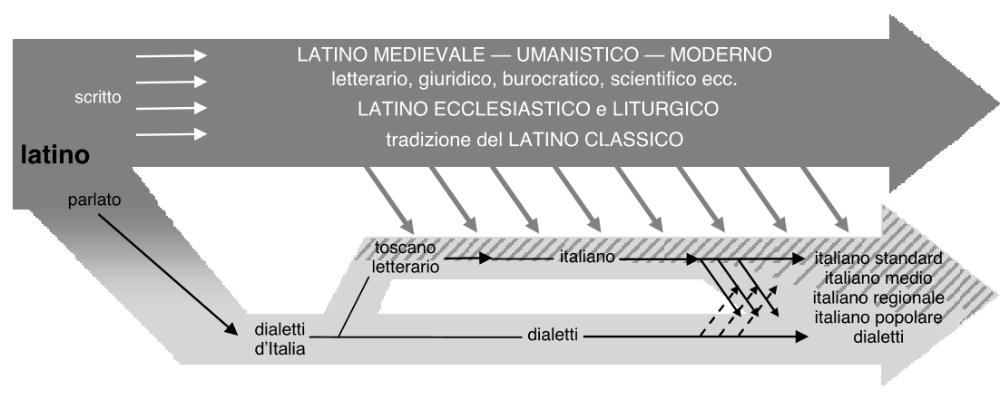 LATINO MEDIEVALE — UMANISTICO — MODERNO
letterario, giuridico, burocratico, scientifico ecc.
scritto
LATINO ECCLESIASTICO e LITURGICO
tradizione del LATINO CLASSICO
latino
parlato
toscano
letterario
italiano
italiano standard
italiano medio
italiano regionale
italiano popolare
dialetti
dialetti
d'Italia
dialetti